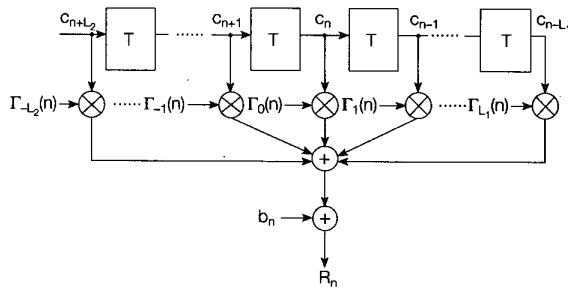 c_{n+L_2} T ...... c_{n+1} T c_n T c_{n-1} ...... T c_{n-L_1}
Γ_{-L_2}(n) ...... Γ_{-1}(n) Γ_0(n) Γ_1(n) ...... Γ_{L_1}(n)
+
b_n +
R_n